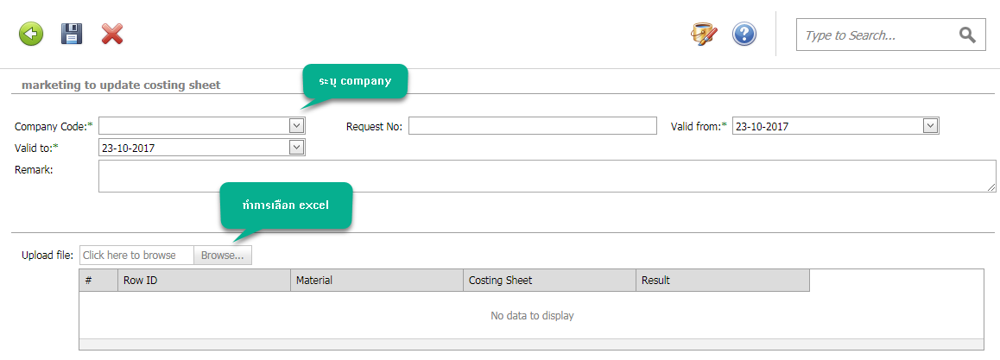 Type to Search...
marketing to update costing sheet
ระบุ company
Company Code:*
Request No:
Valid from:* 23-10-2017
Valid to:* 23-10-2017
Remark:
ทำการเลือก excel
Upload file: Click here to browse Browse...
# Row ID Material Costing Sheet Result
No data to display